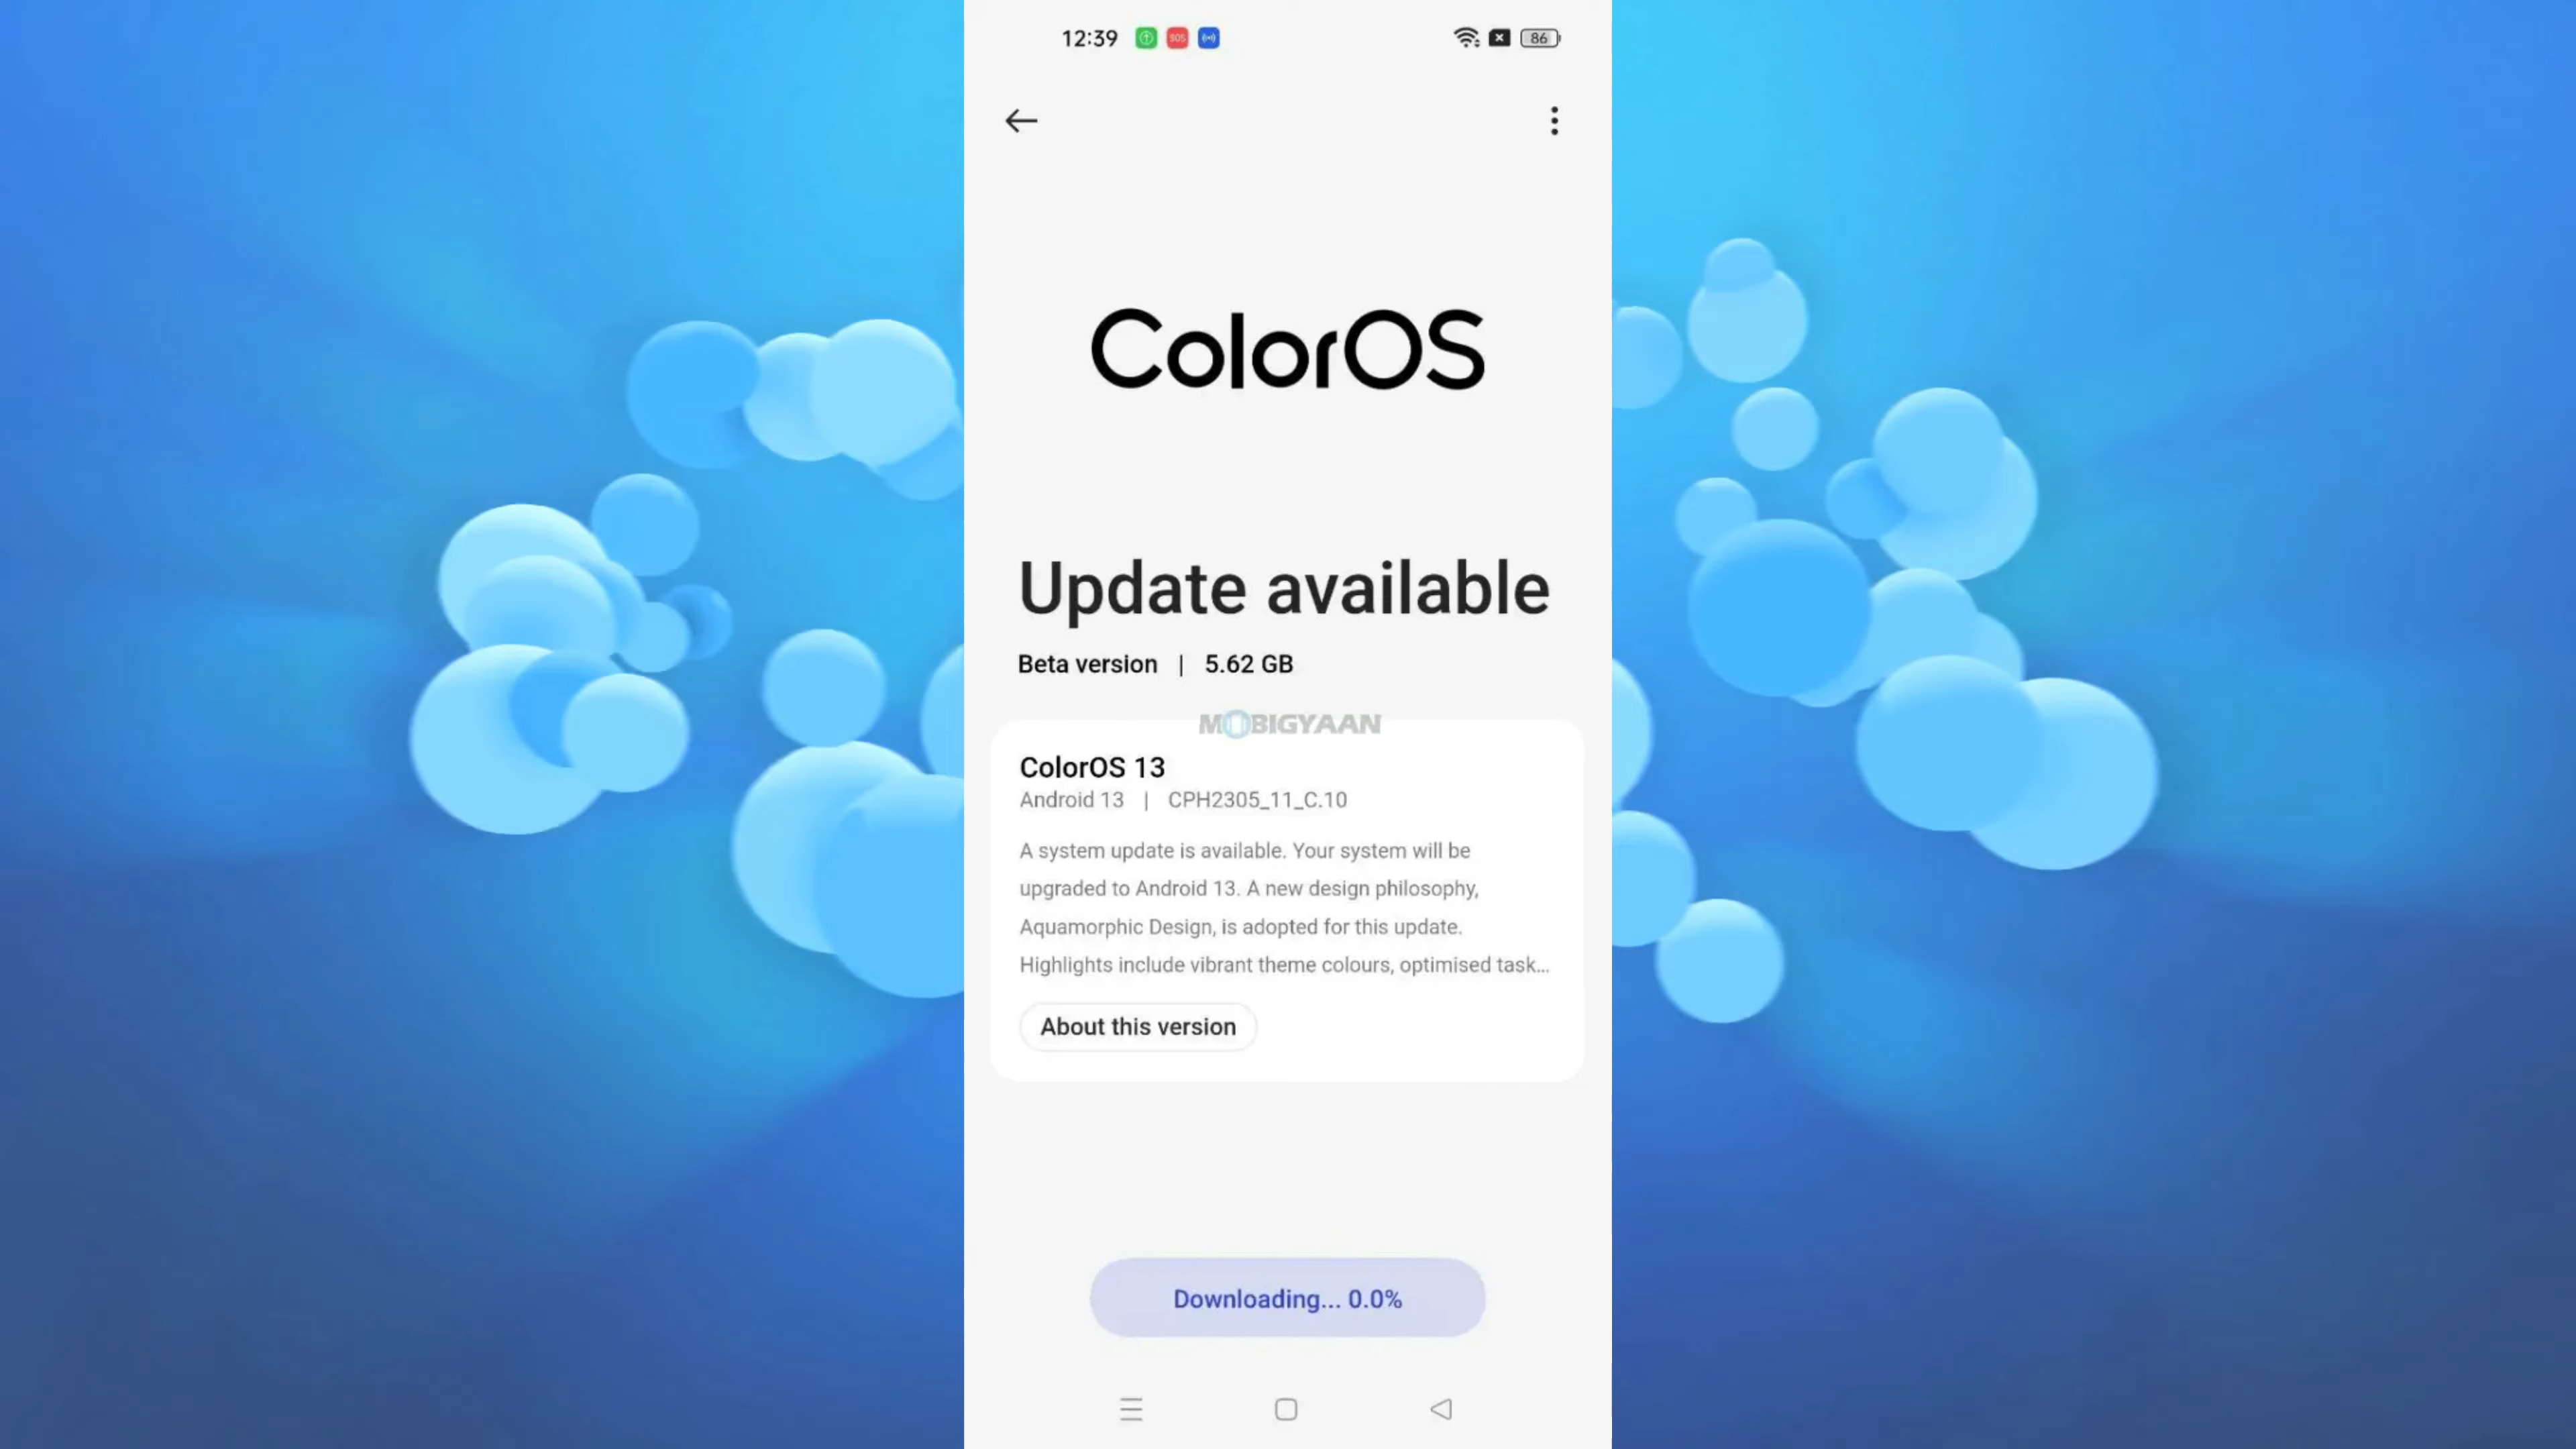 12:39 SOS 86
ColorOS
Update available
Beta version | 5.62 GB
MOBIGYAAN
ColorOS 13
Android 13 | CPH2305_11_C.10
A system update is available. Your system will be
upgraded to Android 13. A new design philosophy,
Aquamorphic Design, is adopted for this update.
Highlights include vibrant theme colours, optimised task...
About this version
Downloading... 0.0%